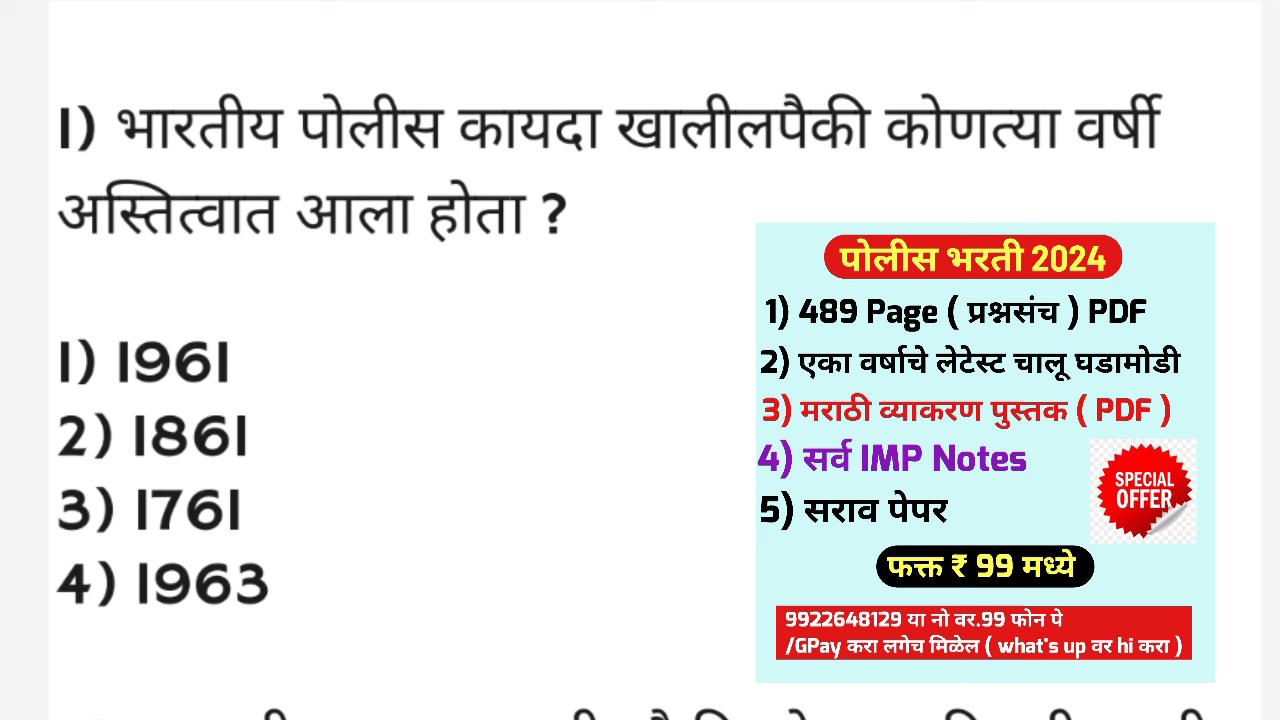 1) भारतीय पोलीस कायदा खालीलपैकी कोणत्या वर्षी
अस्तित्वात आला होता ?
1) 1961
2) 1861
3) 1761
4) 1963
पोलीस भरती 2024
1) 489 Page ( प्रश्नसंच ) PDF
2) एका वर्षाचे लेटेस्ट चालू घडामोडी
3) मराठी व्याकरण पुस्तक ( PDF )
4) सर्व IMP Notes
5) सराव पेपर
SPECIAL
OFFER
फक्त ₹ 99 मध्ये
9922648129 या नो वर.99 फोन पे
/GPay करा लगेच मिळेल ( what's up वर hi करा )